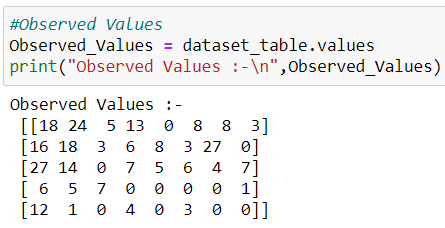 #Observed Values
Observed_Values = dataset_table.values
print("Observed Values :-\n",Observed_Values)
Observed Values :-
[[18 24  5 13  0  8  8  3]
[16 18  3  6  8  3 27  0]
[27 14  0  7  5  6  4  7]
[ 6  5  7  0  0  0  0  1]
[12  1  0  4  0  3  0  0]]